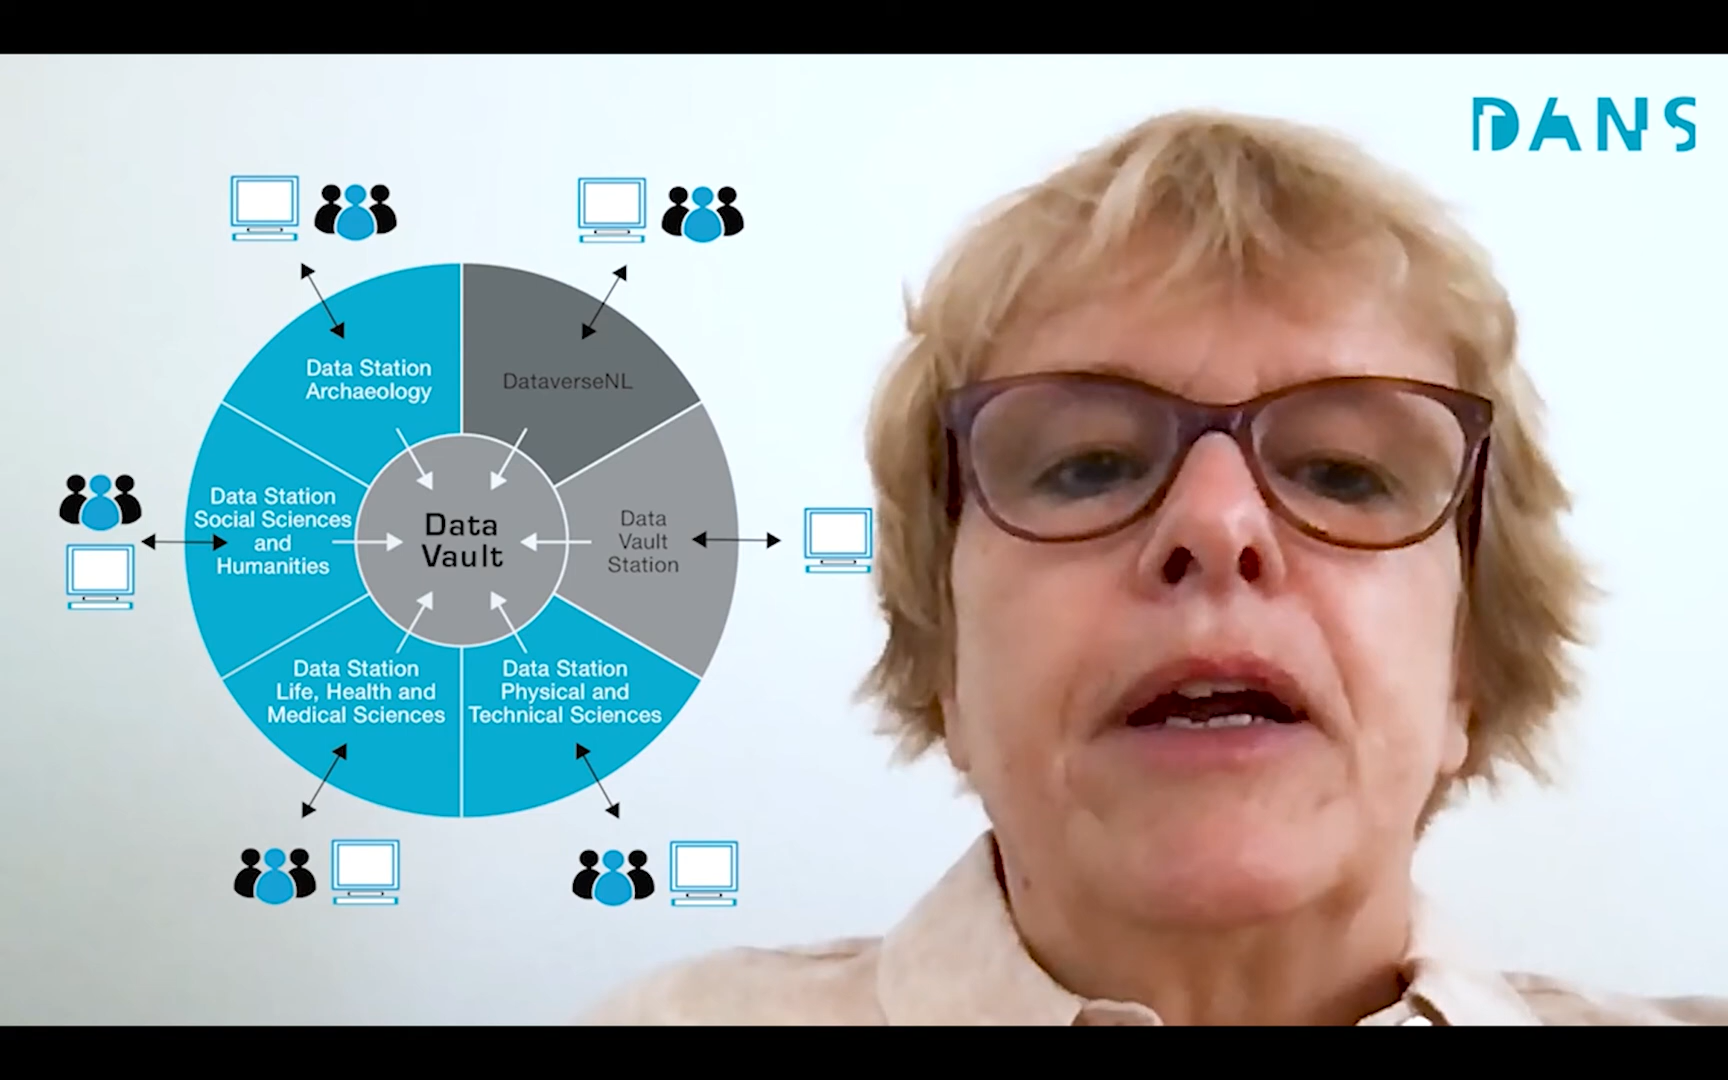 DANS
Data Station
Archaeology
DataverseNL
Data Station
Social Sciences
and
Humanities
Data
Vault
Data
Vault
Station
Data Station
Life, Health and
Medical Sciences
Data Station
Physical and
Technical Sciences